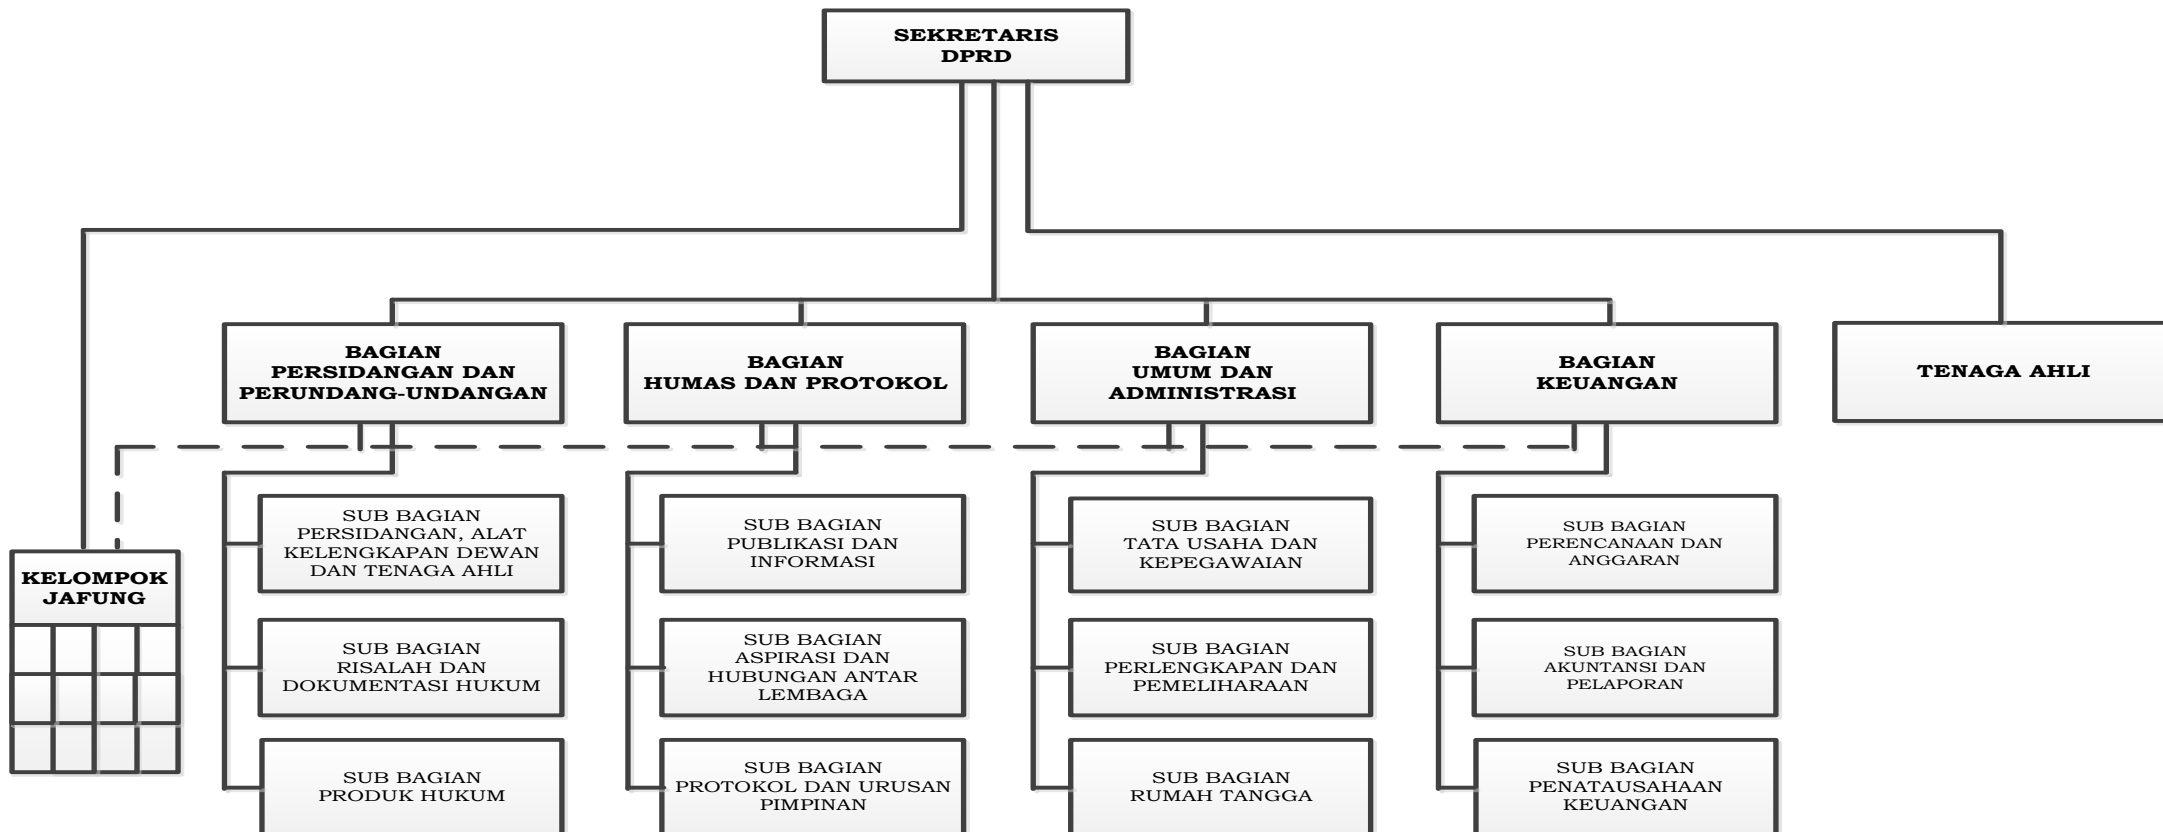 SEKRETARIS
DPRD
BAGIAN
PERSIDANGAN DAN
PERUNDANG-UNDANGAN
BAGIAN
HUMAS DAN PROTOKOL
BAGIAN
UMUM DAN
ADMINISTRASI
BAGIAN
KEUANGAN
TENAGA AHLI
KELOMPOK
JAFUNG
SUB BAGIAN
PERSIDANGAN, ALAT
KELENGKAPAN DEWAN
DAN TENAGA AHLI
SUB BAGIAN
PUBLIKASI DAN
INFORMASI
SUB BAGIAN
TATA USAHA DAN
KEPEGAWAIAN
SUB BAGIAN
PERENCANAAN DAN
ANGGARAN
SUB BAGIAN
RISALAH DAN
DOKUMENTASI HUKUM
SUB BAGIAN
ASPIRASI DAN
HUBUNGAN ANTAR
LEMBAGA
SUB BAGIAN
PERLENGKAPAN DAN
PEMELIHARAAN
SUB BAGIAN
AKUNTANSI DAN
PELAPORAN
SUB BAGIAN
PRODUK HUKUM
SUB BAGIAN
PROTOKOL DAN URUSAN
PIMPINAN
SUB BAGIAN
RUMAH TANGGA
SUB BAGIAN
PENATAUSAHAAN
KEUANGAN